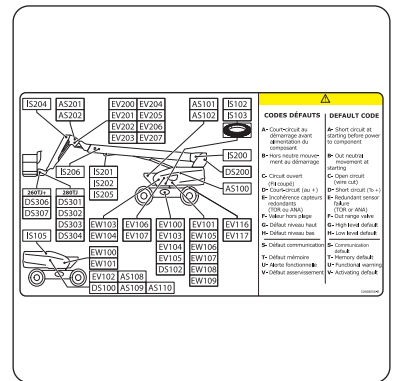 IS204
AS201
AS202
EV200 EV204
EV201 EV205
EV202 EV206
EV203 EV207
AS101
AS102
IS102
IS103
IS206
IS201
IS202
IS205
IS200
DS200
AS100
260TJ+ 280TJ
DS306 DS301
DS307 DS302
DS303
DS304
EW103
EW104
EV106
EV107
EV100
EV103
EV104
EV105
DS102
EV101
EW105
EW106
EW107
EW108
EW109
EV116
EV117
IS105
EW100
EW101
EV102 AS108
DS100 AS109 AS110
CODES DÉFAUTS
A- Court-circuit au
démarrage avant
alimentation du
composant
B- Hors neutre mouve-
ment au démarrage
C- Circuit ouvert
(Fil coupé)
D- Court-circuit (au +)
E- Incohérence capteurs
redondants
(TOR ou ANA)
F- Valeur hors plage
G- Défaut niveau haut
H- Défaut niveau bas
S- Défaut communication
T- Défaut mémoire
U- Alerte fonctionnelle
V- Défaut asservissement
DEFAULT CODE
A- Short circuit at
starting before power
to component
B- Out neutral
movement at
starting
C- Open circuit
(wire cut)
D- Short circuit (To +)
E- Redundant sensor
failure
(TOR or ANA)
F- Out range valve
G- High level default
H- Low level default
S- Communication
default
T- Memory default
U- Functional warning
V- Activating default